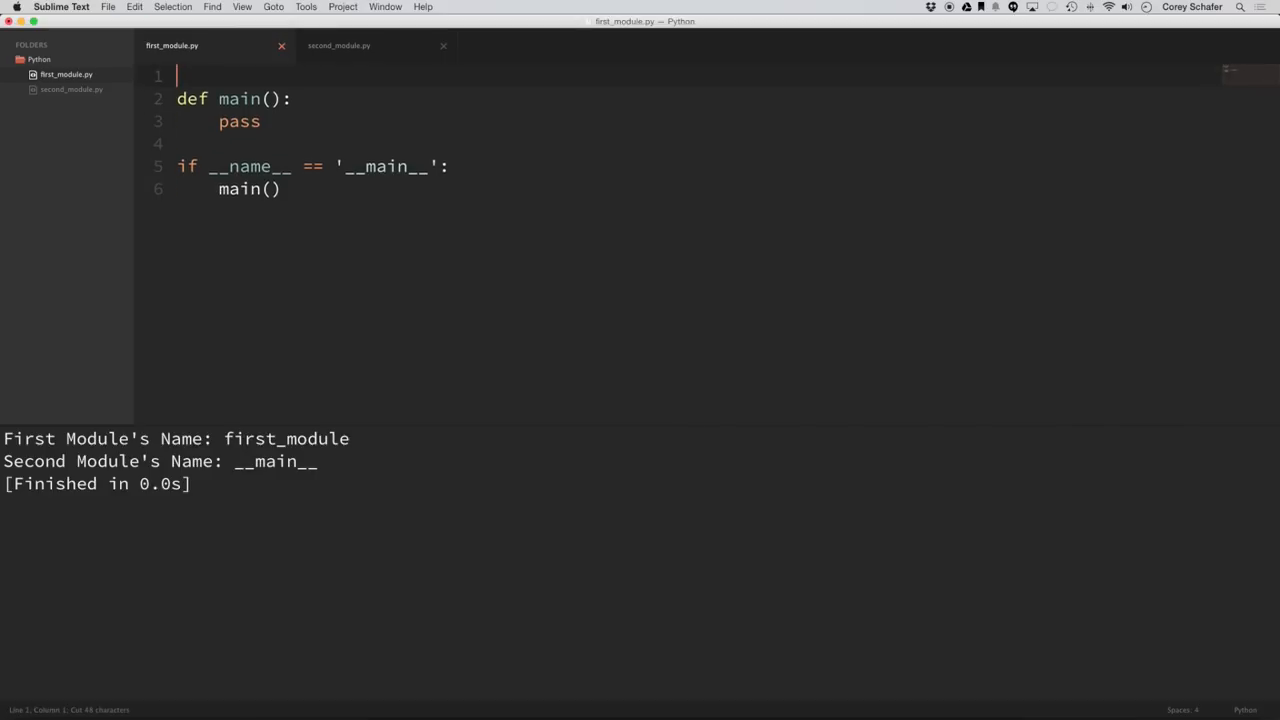 Sublime Text File Edit Selection Find View Goto Tools Project Window Help Corey Schafer
first_module.py — Python
FOLDERS
Python
first_module.py
second_module.py
first_module.py second_module.py
1
2 def main():
3 pass
4
5 if __name__ == '__main__':
6 main()
First Module's Name: first_module
Second Module's Name: __main__
[Finished in 0.0s]
Line 1, Column 1; Cut 48 characters Spaces: 4 Python